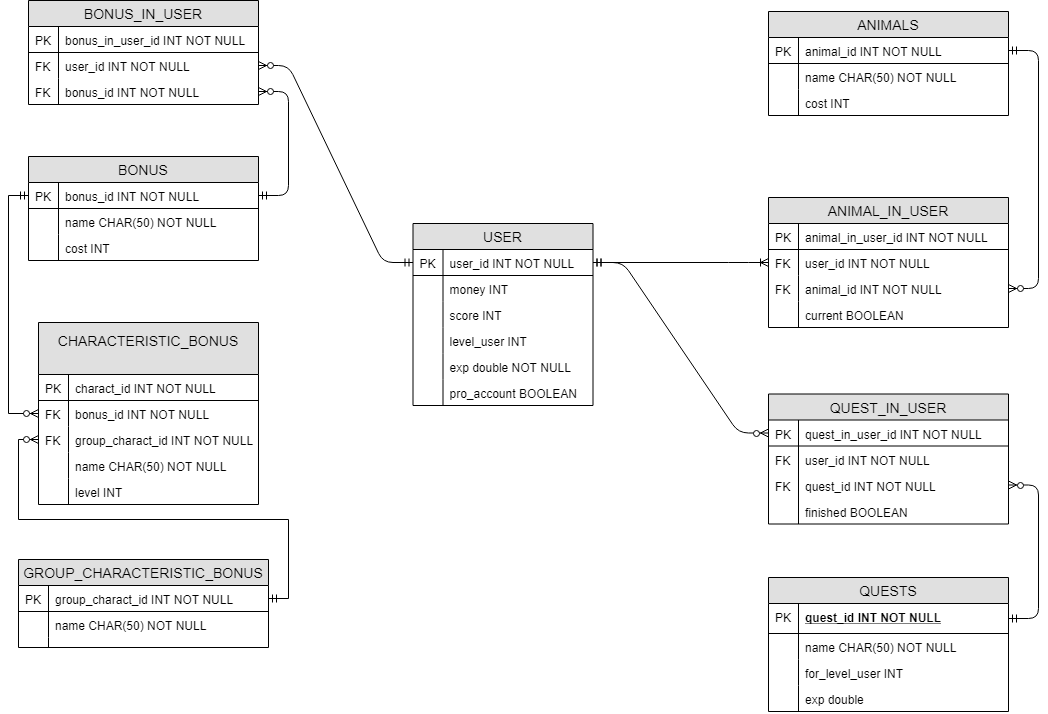 BONUS_IN_USER
PK bonus_in_user_id INT NOT NULL
FK user_id INT NOT NULL
FK bonus_id INT NOT NULL
BONUS
PK bonus_id INT NOT NULL
name CHAR(50) NOT NULL
cost INT
CHARACTERISTIC_BONUS
PK charact_id INT NOT NULL
FK bonus_id INT NOT NULL
FK group_charact_id INT NOT NULL
name CHAR(50) NOT NULL
level INT
GROUP_CHARACTERISTIC_BONUS
PK group_charact_id INT NOT NULL
name CHAR(50) NOT NULL
USER
PK user_id INT NOT NULL
money INT
score INT
level_user INT
exp double NOT NULL
pro_account BOOLEAN
ANIMALS
PK animal_id INT NOT NULL
name CHAR(50) NOT NULL
cost INT
ANIMAL_IN_USER
PK animal_in_user_id INT NOT NULL
FK user_id INT NOT NULL
FK animal_id INT NOT NULL
current BOOLEAN
QUEST_IN_USER
PK quest_in_user_id INT NOT NULL
FK user_id INT NOT NULL
FK quest_id INT NOT NULL
finished BOOLEAN
QUESTS
PK quest_id INT NOT NULL
name CHAR(50) NOT NULL
for_level_user INT
exp double